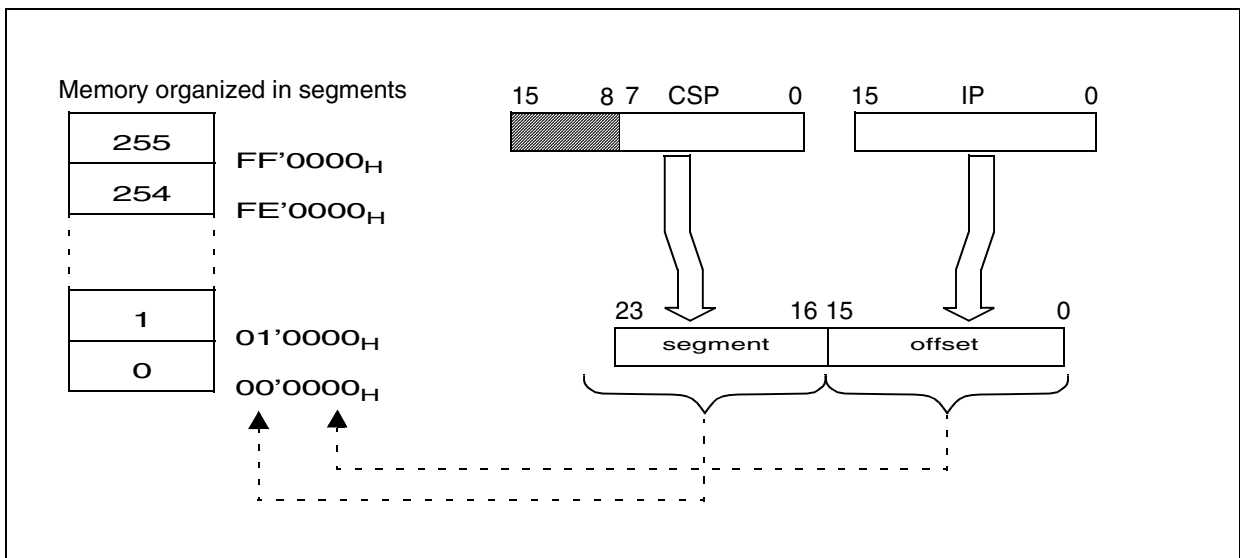 Memory organized in segments
255
FF'0000H
254
FE'0000H
1
01'0000H
0
00'0000H
15 8 7 CSP 0
15 IP 0
23 16 15 0
segment offset